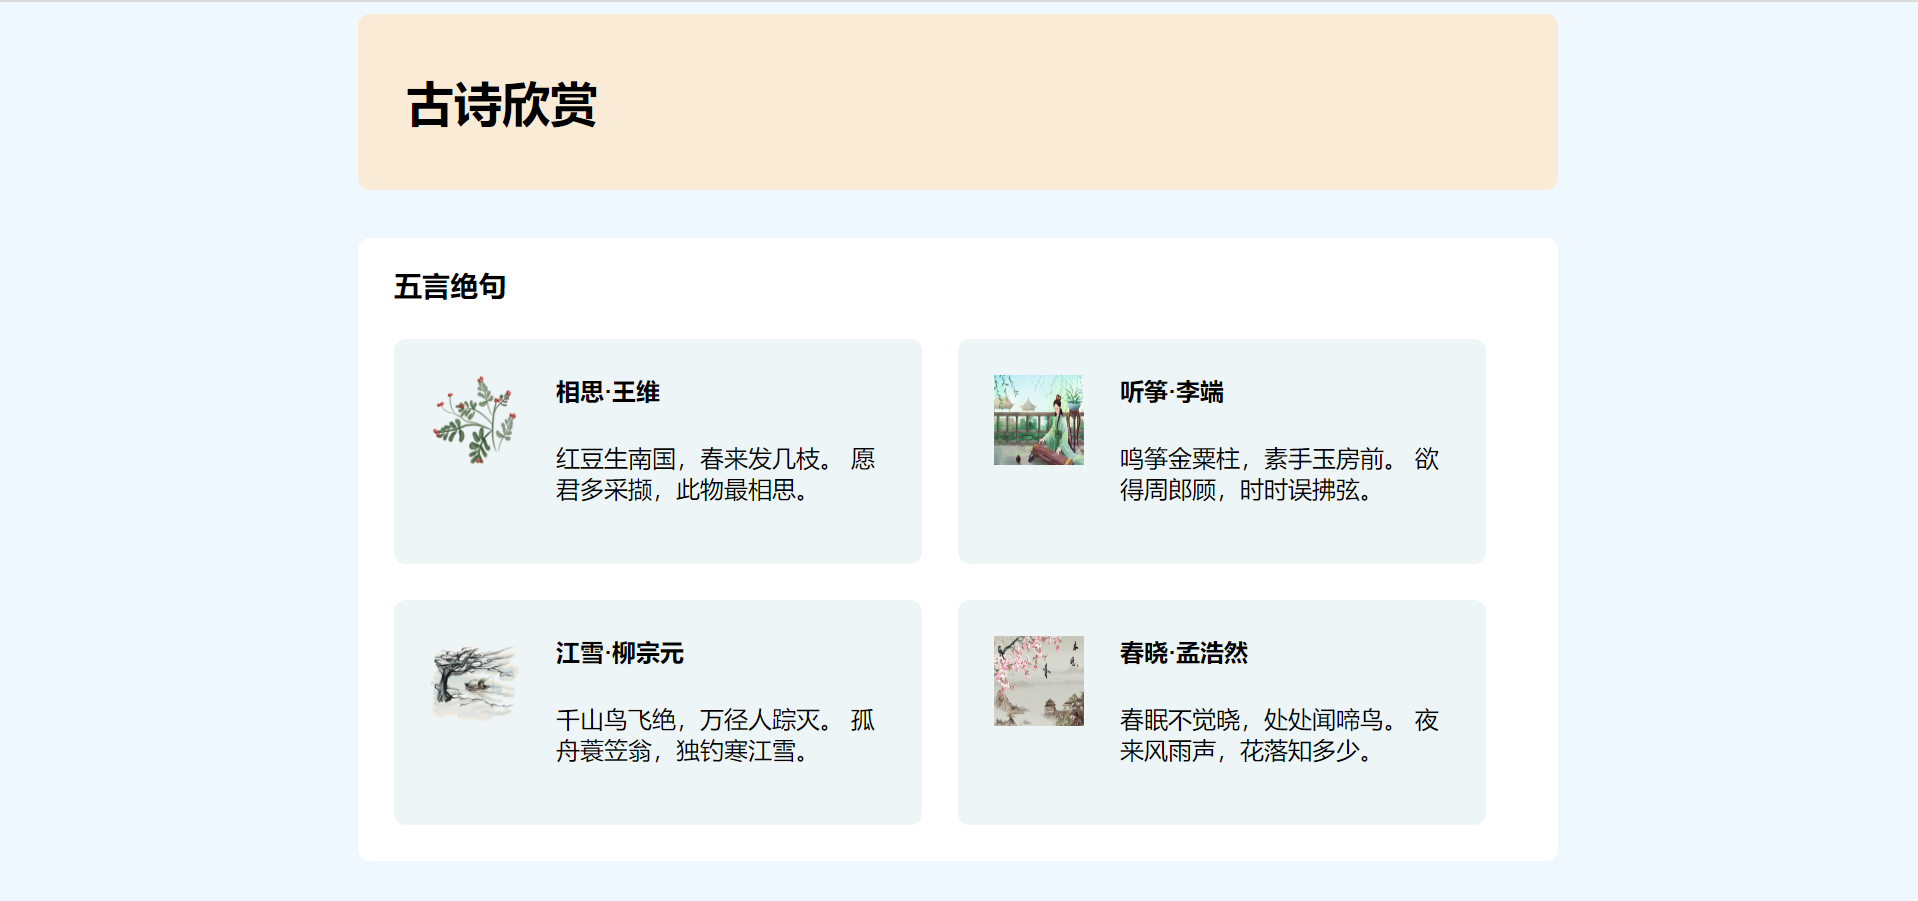 古诗欣赏
五言绝句
相思·王维
红豆生南国，春来发几枝。 愿
君多采撷，此物最相思。
听筝·李端
鸣筝金粟柱，素手玉房前。 欲
得周郎顾，时时误拂弦。
江雪·柳宗元
千山鸟飞绝，万径人踪灭。 孤
舟蓑笠翁，独钓寒江雪。
春晓·孟浩然
春眠不觉晓，处处闻啼鸟。 夜
来风雨声，花落知多少。